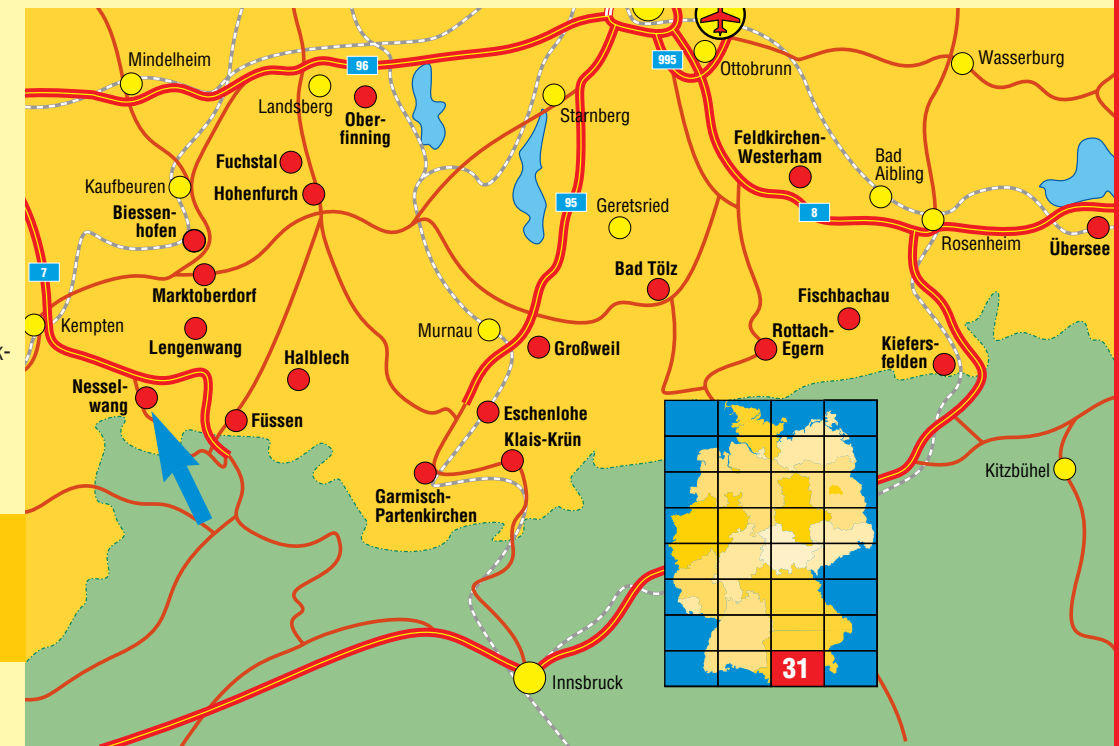 Mindelheim
96
995
Ottobrunn
Wasserburg
Landsberg
Ober-
finning
Starnberg
Feldkirchen-
Westerham
Bad
Aibling
Fuchstal
Kaufbeuren
Hohenfurch
Biessen-
hofen
95
Geretsried
8
Rosenheim
Übersee
7
Bad Tölz
Marktoberdorf
Fischbachau
Kempten
Murnau
Rottach-
Egern
Kiefers-
felden
k-
Lengenwang
Halblech
Großweil
Nessel-
wang
Füssen
Eschenlohe
Klais-Krün
Kitzbühel
Garmisch-
Partenkirchen
31
Innsbruck